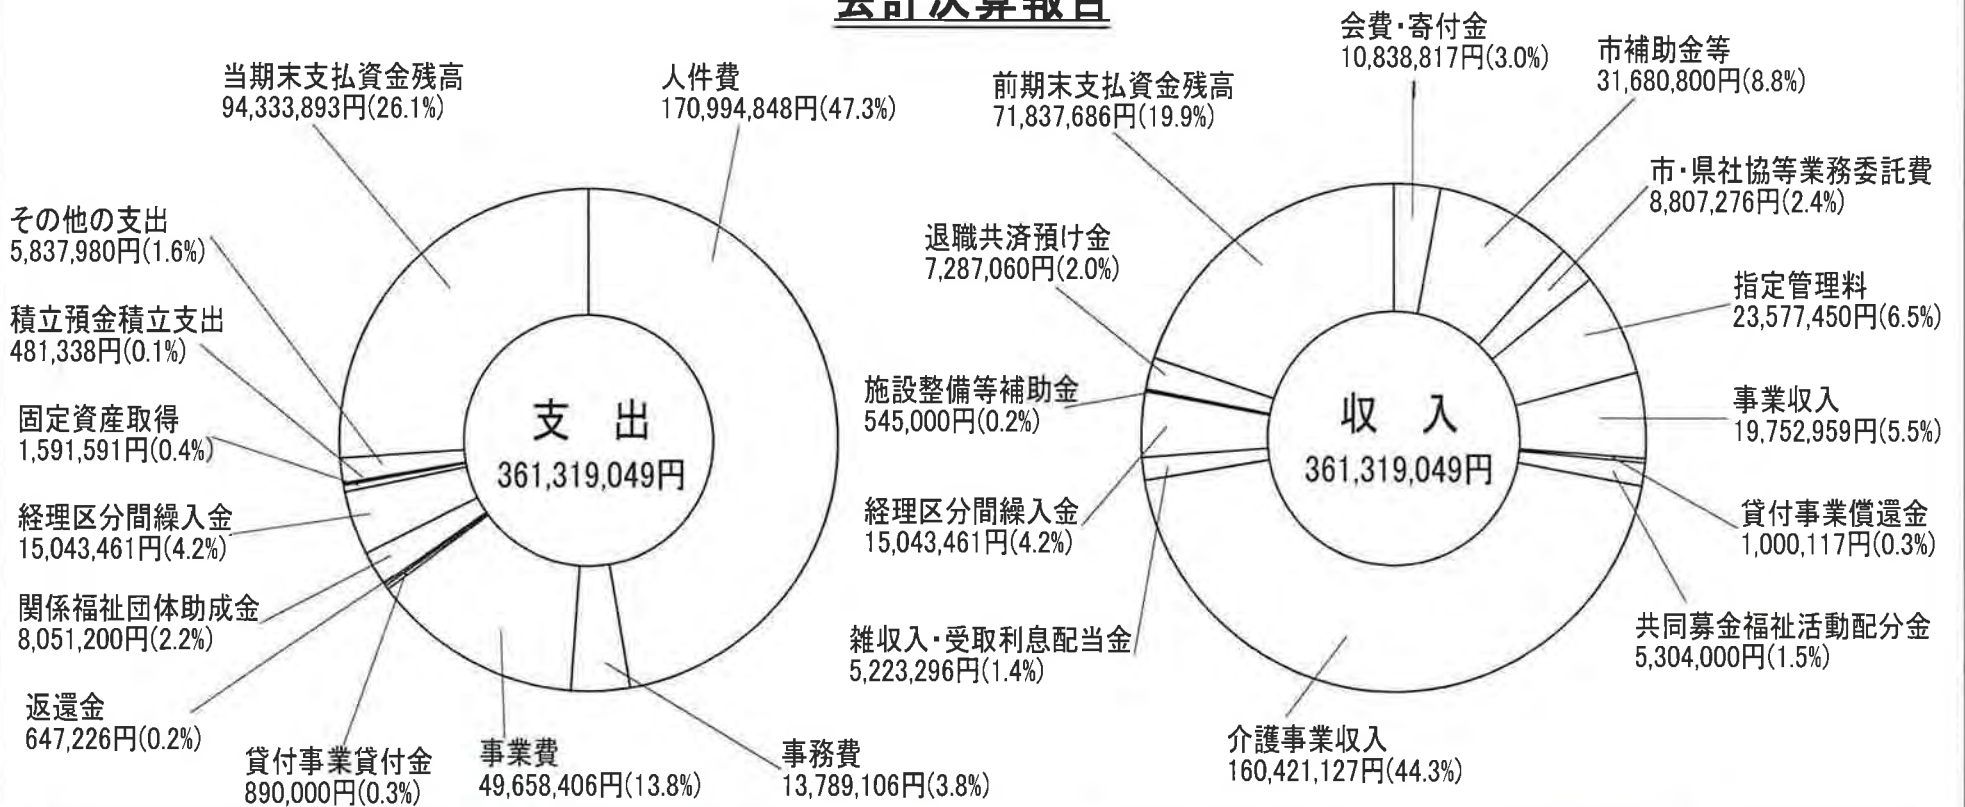 会計決算報告
当期末支払資金残高
94,333,893円(26.1%)
人件費
170,994,848円(47.3%)
その他の支出
5,837,980円(1.6%)
積立預金積立支出
481,338円(0.1%)
固定資産取得
1,591,591円(0.4%)
経理区分間繰入金
15,043,461円(4.2%)
関係福祉団体助成金
8,051,200円(2.2%)
返還金
647,226円(0.2%)
貸付事業貸付金
890,000円(0.3%)
事業費
49,658,406円(13.8%)
事務費
13,789,106円(3.8%)
支 出
361,319,049円
会費・寄付金
10,838,817円(3.0%)
市補助金等
31,680,800円(8.8%)
前期末支払資金残高
71,837,686円(19.9%)
市・県社協等業務委託費
8,807,276円(2.4%)
退職共済預け金
7,287,060円(2.0%)
指定管理料
23,577,450円(6.5%)
施設整備等補助金
545,000円(0.2%)
事業収入
19,752,959円(5.5%)
収 入
361,319,049円
経理区分間繰入金
15,043,461円(4.2%)
貸付事業償還金
1,000,117円(0.3%)
雑収入・受取利息配当金
5,223,296円(1.4%)
共同募金福祉活動配分金
5,304,000円(1.5%)
介護事業収入
160,421,127円(44.3%)